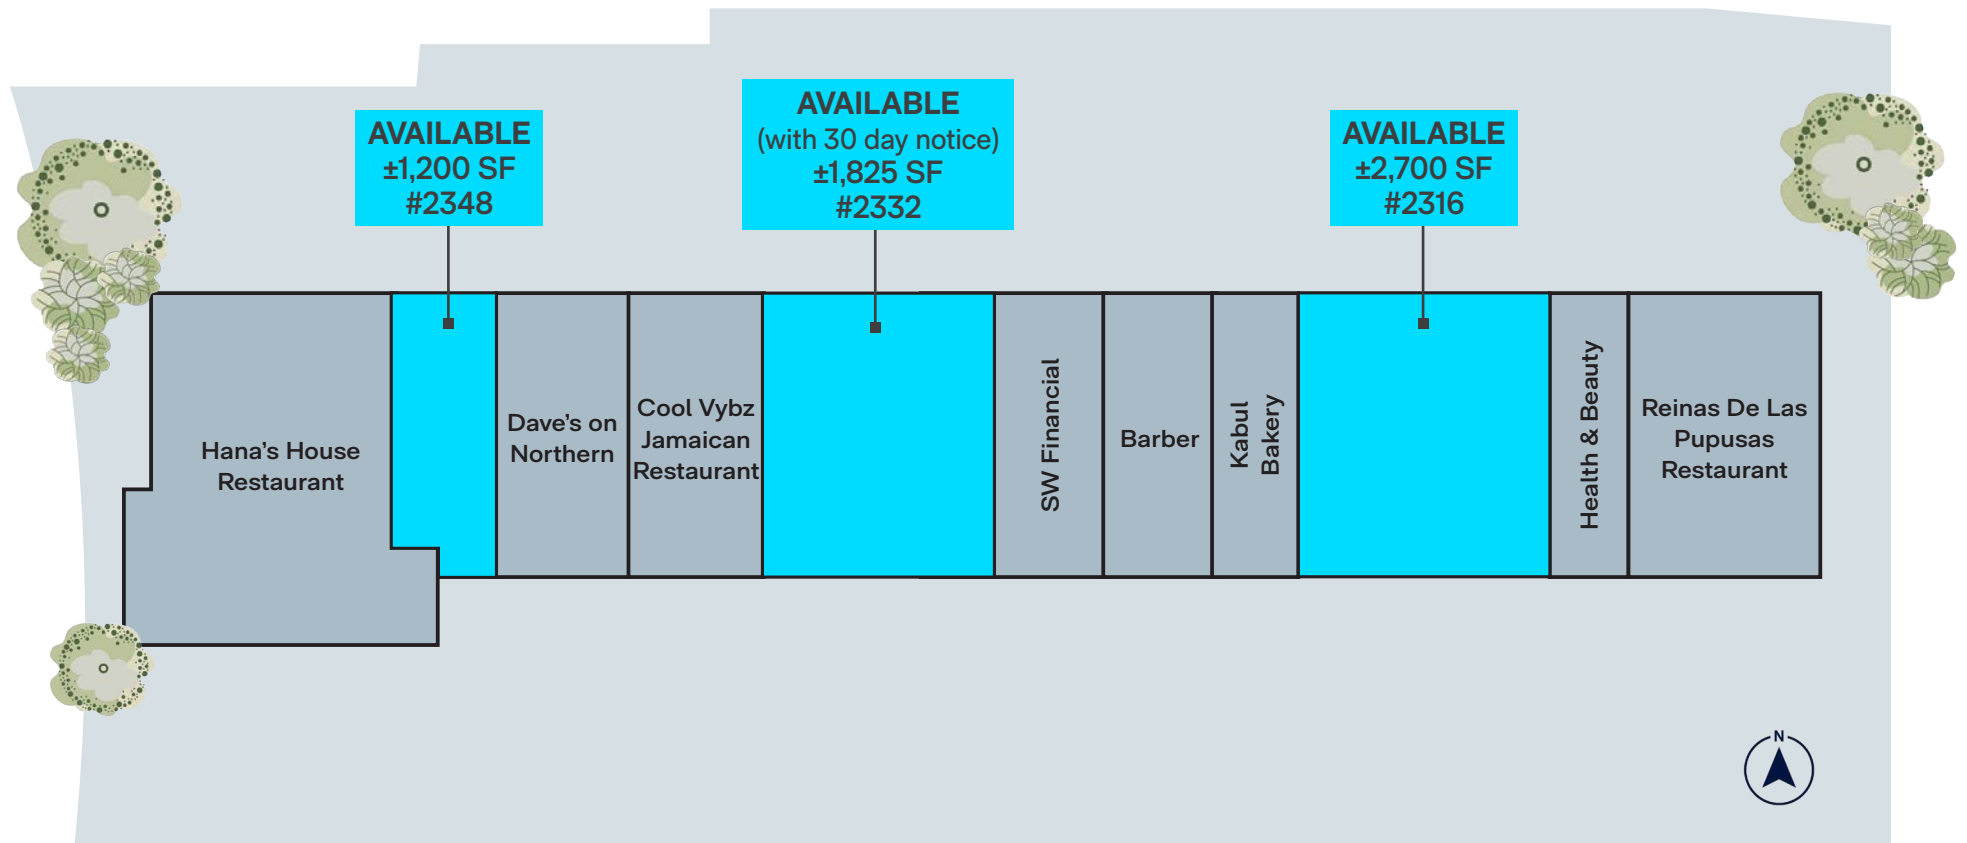 AVAILABLE
±1,200 SF
#2348
AVAILABLE
(with 30 day notice)
±1,825 SF
#2332
AVAILABLE
±2,700 SF
#2316
Hana's House
Restaurant
Dave's on
Northern
Cool Vybz
Jamaican
Restaurant
SW Financial
Barber
Kabul
Bakery
Health & Beauty
Reinas De Las
Pupusas
Restaurant
N